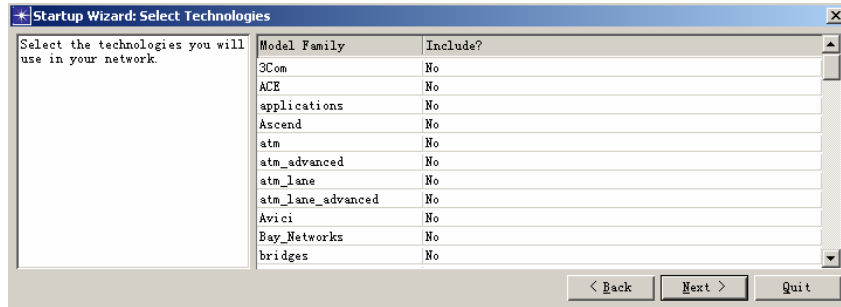 Startup Wizard: Select Technologies
Select the technologies you will
use in your network.
Model Family Include?
3Com No
ACE No
applications No
Ascend No
atm No
atm_advanced No
atm_lane No
atm_lane_advanced No
Avici No
Bay_Networks No
bridges No
< Back Next > Quit